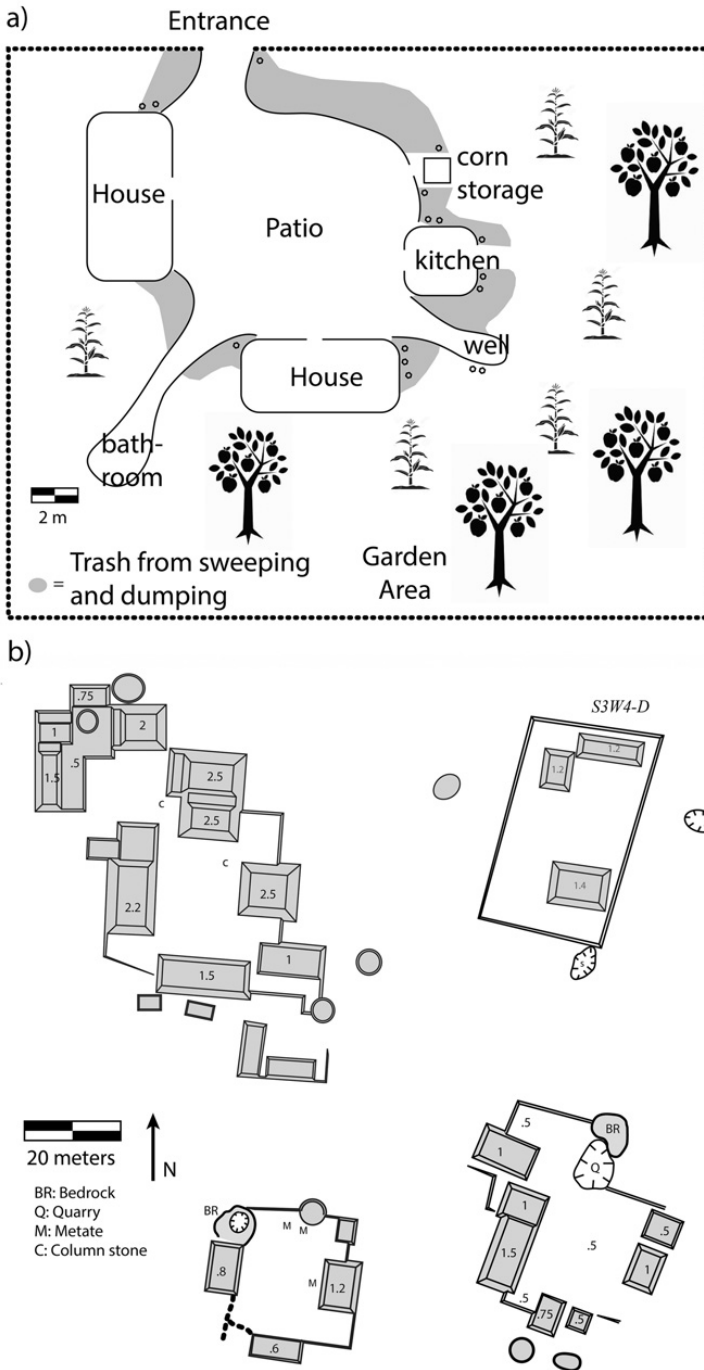 a)
Entrance
House
Patio
corn
storage
kitchen
well
House
bath-
room
2 m
= Trash from sweeping
and dumping
Garden
Area
b)
.75
1
2
1.5
.5
S3W4-D
1.2
1.2
2.5
C
2.5
C
2.5
1.4
2.2
1.5
1
20 meters
N
BR: Bedrock
Q: Quarry
M: Metate
C: Column stone
BR
M
M
.8
M
1.2
.6
.5
BR
1
Q
1
.5
1.5
.5
1
.5
.75
.5